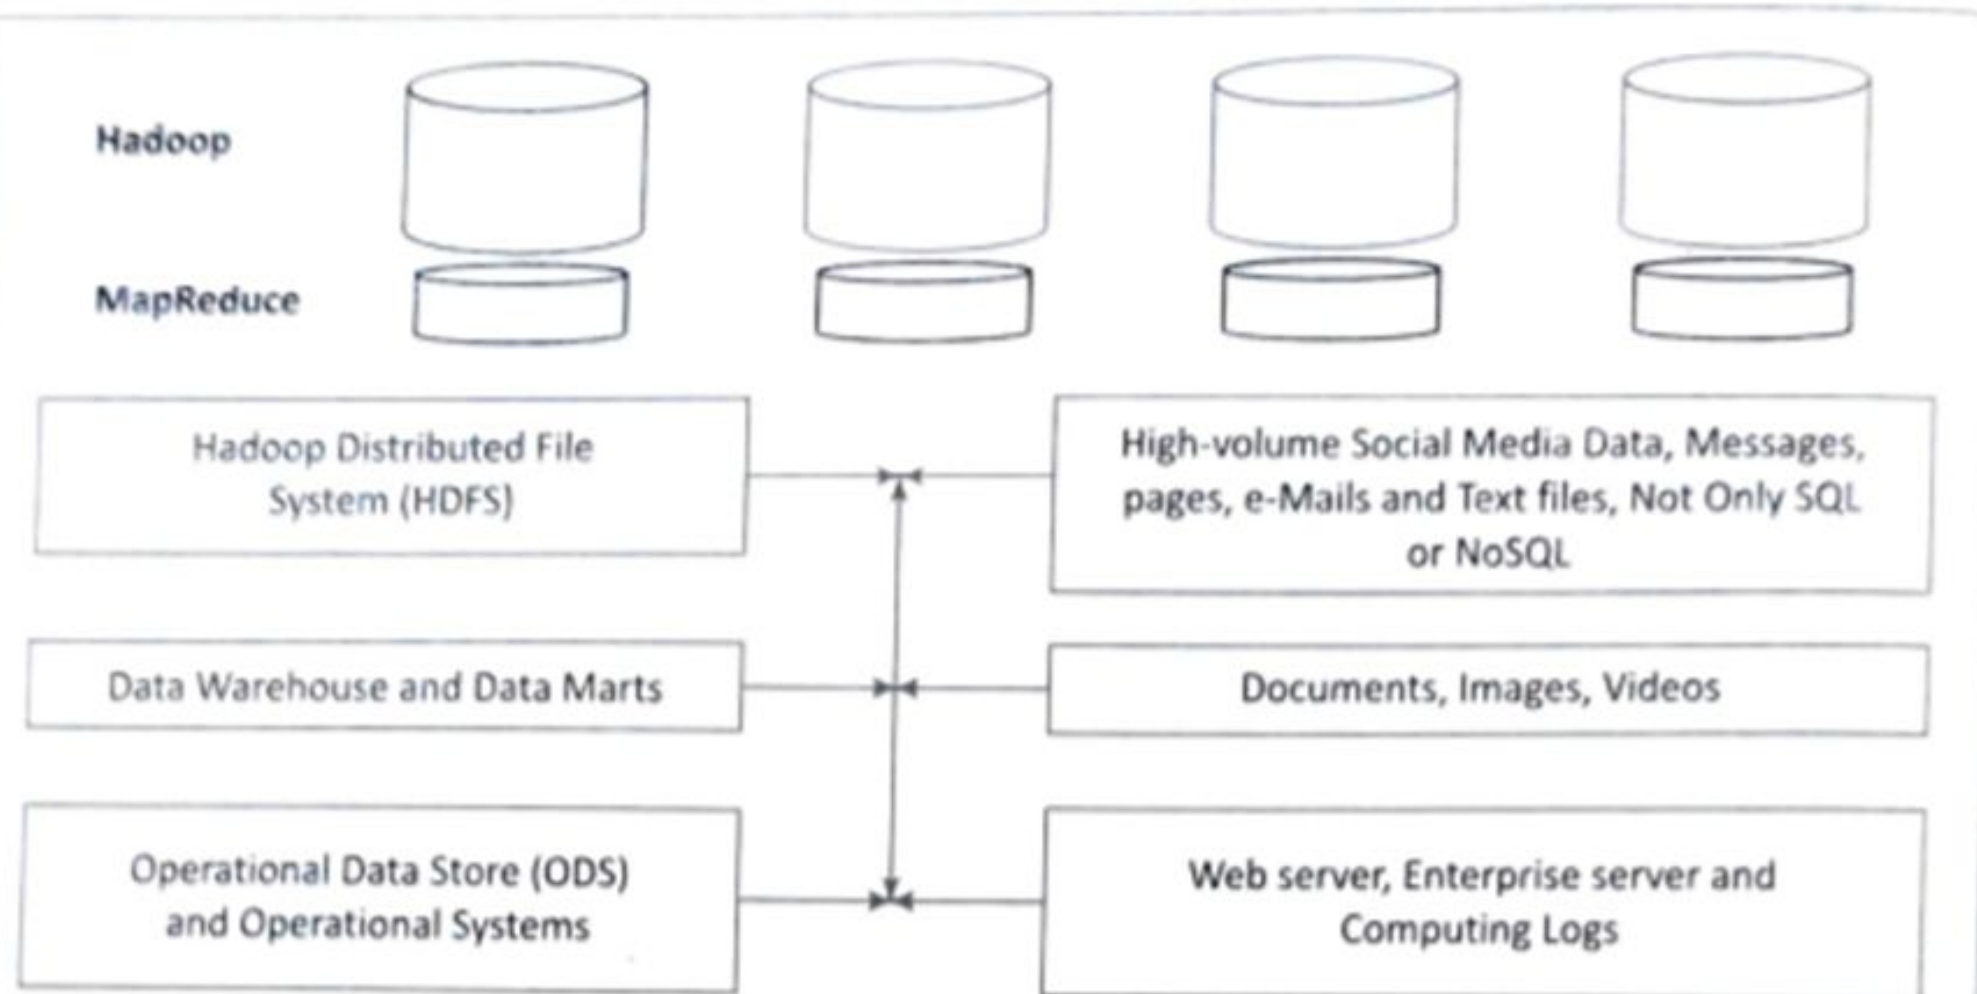 Hadoop
MapReduce
Hadoop Distributed File
System (HDFS)
High-volume Social Media Data, Messages,
pages, e-Mails and Text files, Not Only SQL
or NoSQL
Data Warehouse and Data Marts
Documents, Images, Videos
Operational Data Store (ODS)
and Operational Systems
Web server, Enterprise server and
Computing Logs